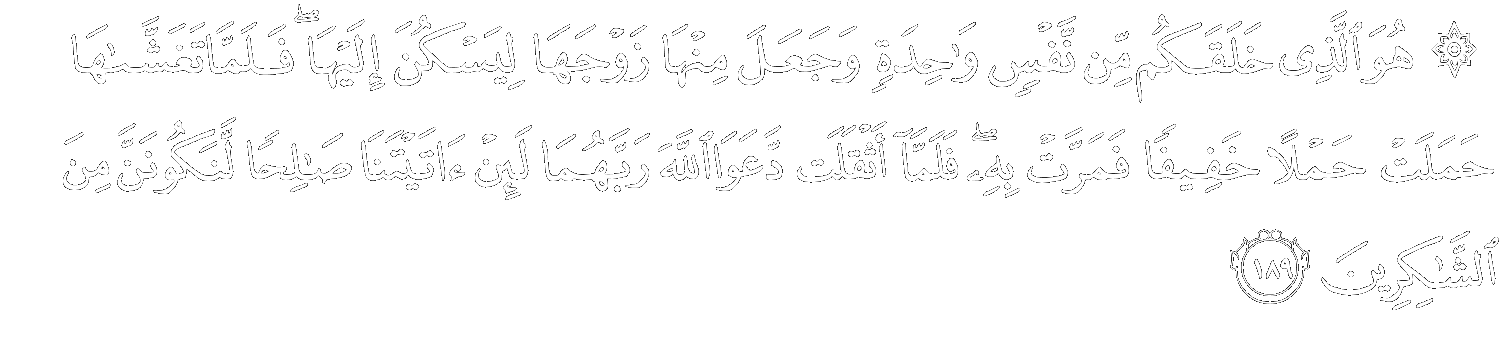 ۞ هُوَ ٱلَّذِى خَلَقَكُم مِّن نَّفْسٍ وَٰحِدَةٍ وَجَعَلَ مِنْهَا زَوْجَهَا لِيَسْكُنَ إِلَيْهَا ۖ فَلَمَّا تَغَشَّىٰهَا
حَمَلَتْ حَمْلًا خَفِيفًا فَمَرَّتْ بِهِۦ ۖ فَلَمَّآ أَثْقَلَت دَّعَوَا ٱللَّهَ رَبَّهُمَا لَئِنْ ءَاتَيْتَنَا صَـٰلِحًا لَّنَكُونَنَّ مِنَ
ٱلشَّـٰكِرِينَ ١٨٩